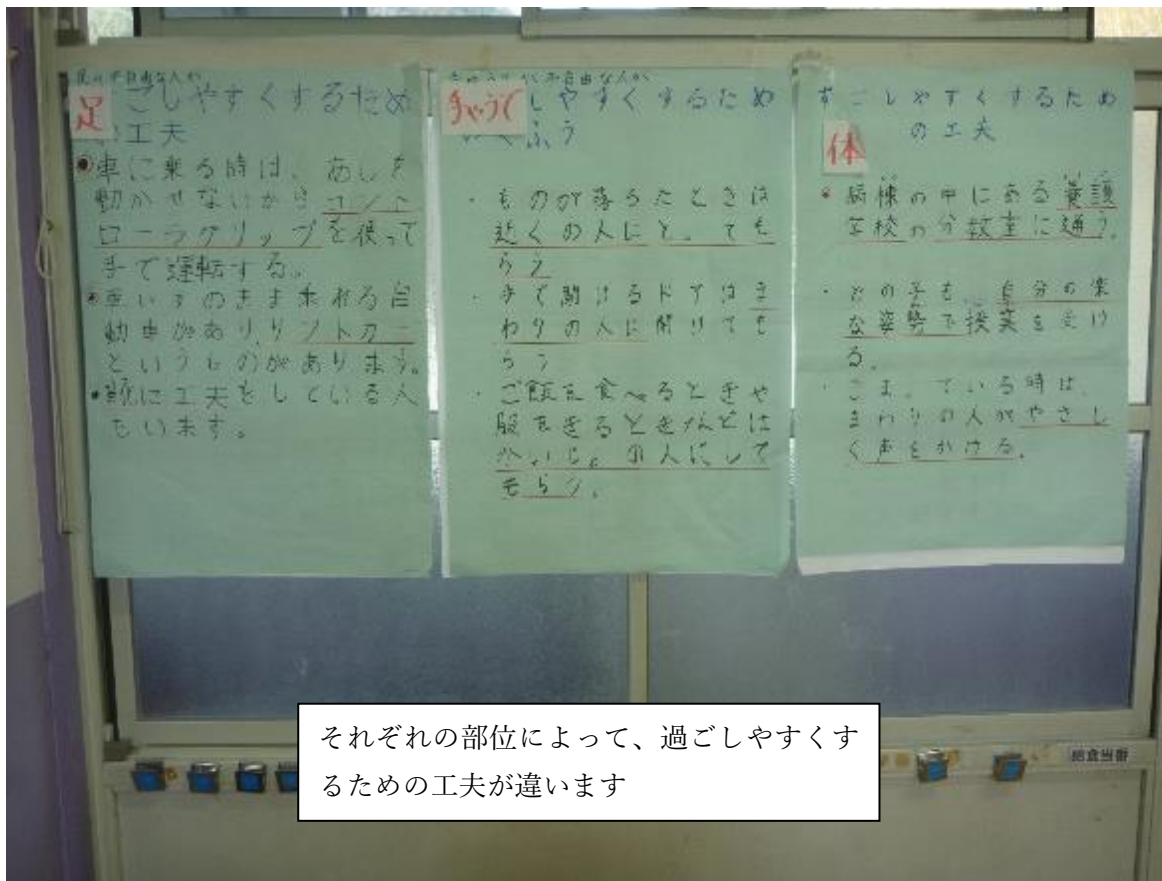 足の不自由な人が
足
ごしやすくするため
の工夫
車に乗る時は、あしを
動かせないからコント
ローラグリップを使って
手で運転する。
車いすのまま乗れる自
動車がありリフトカー
というものがあります。
服に工夫をしている人
もいます。
不自由な人が
手やうで
しやすくするため
のくふう
・ものが落ちたときは
近くの人にとっても
らう
・手で開けるドアはま
わりの人に開けても
らう
・ご飯を食べるときや
服をきるときなどは
かいじょの人にして
もらう。
すごしやすくするため
の工夫
体
病棟の中にある養護
学校の分教室に通う。
・どの子も、自分の楽
な姿勢で授業を受け
る。
・こまっている時は、
まわりの人がやさし
く声をかける。
それぞれの部位によって、過ごしやすくす
るための工夫が違います
給食当番